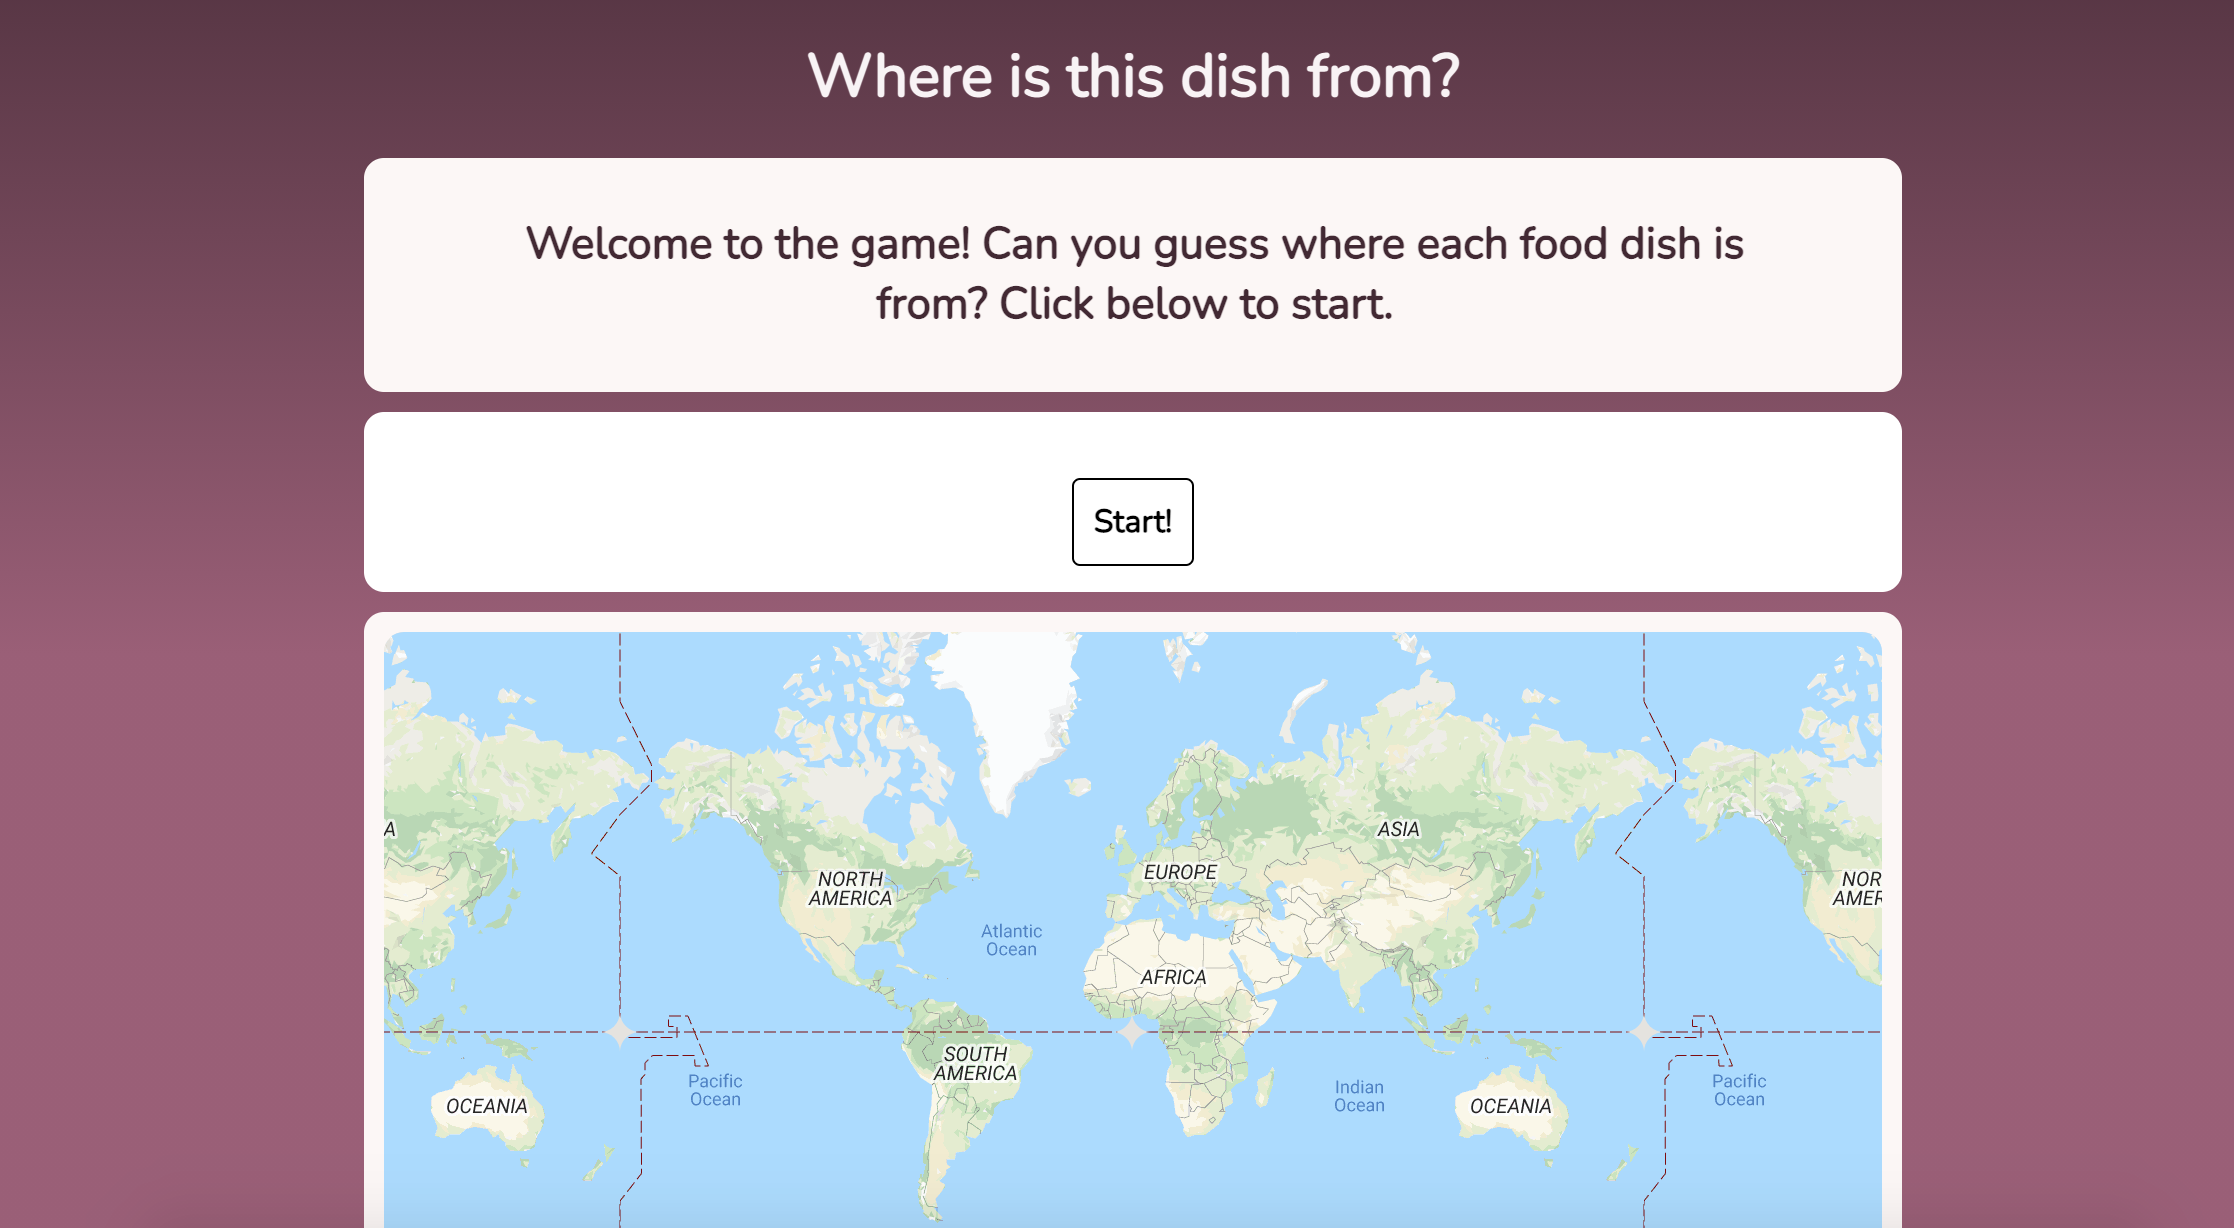 Where is this dish from?
Welcome to the game! Can you guess where each food dish is
from? Click below to start.
Start!
A
ASIA
EUROPE
NORTH
AMERICA
NOR
AMER
Atlantic
Ocean
AFRICA
SOUTH
AMERICA
Pacific
Ocean
Indian
Ocean
Pacific
Ocean
OCEANIA
OCEANIA